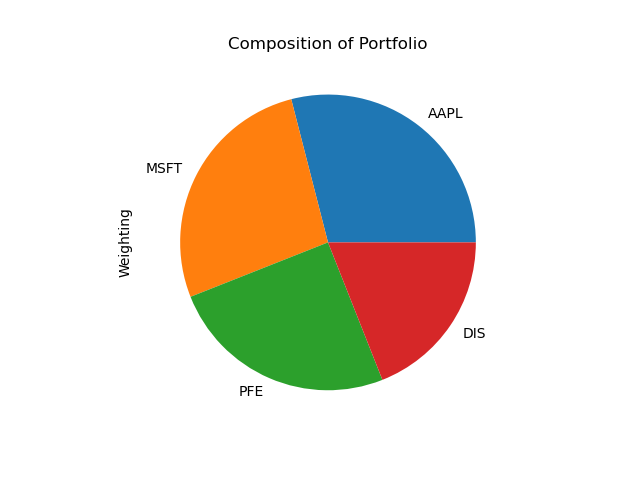 Composition of Portfolio
AAPL
MSFT
Weighting
DIS
PFE